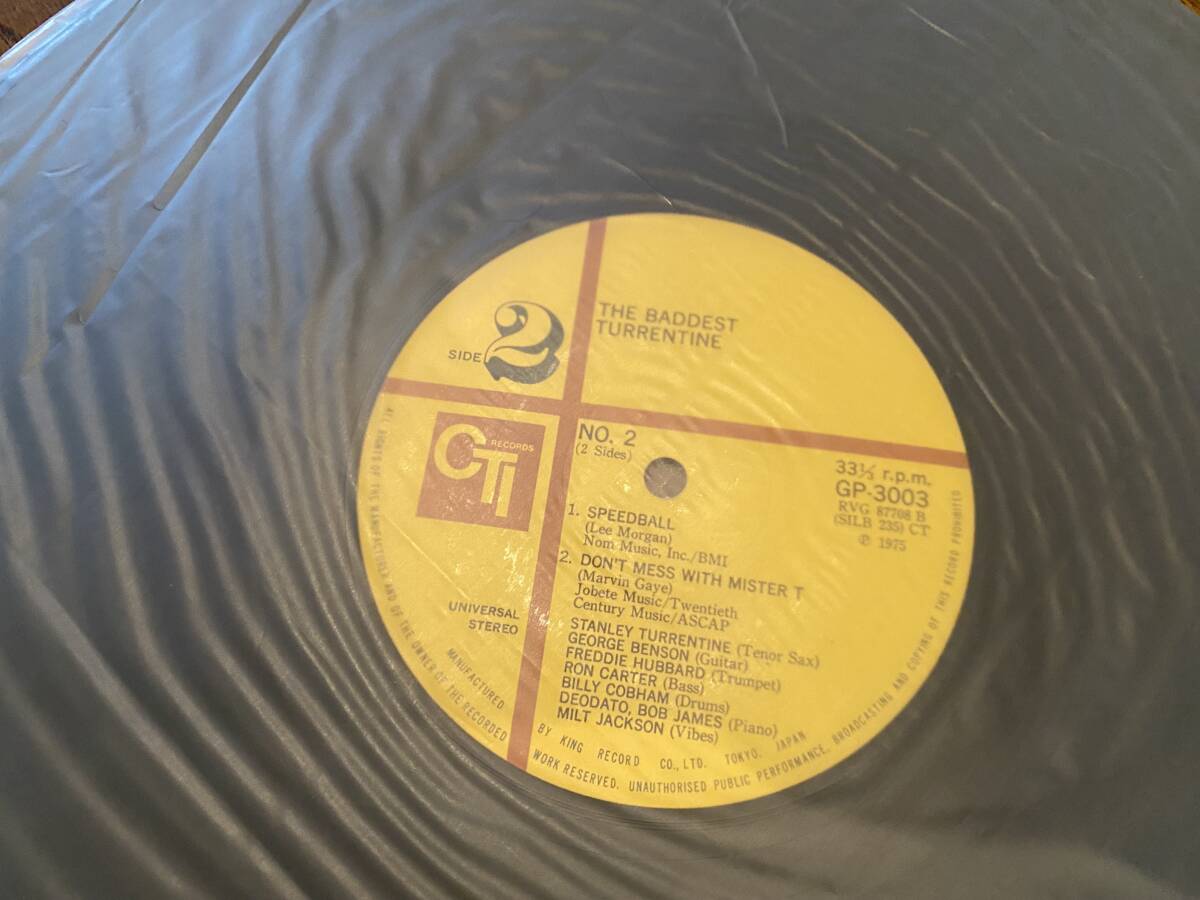 THE BADDEST
TURRENTINE
SIDE 2
CTI RECORDS
NO. 2
(2 Sides)
33⅓ r.p.m.
GP-3003
RVG 87708 B
(SILB 235) CT
℗ 1975
1. SPEEDBALL
(Lee Morgan)
Nom Music, Inc./BMI
2. DON'T MESS WITH MISTER T
(Marvin Gaye)
Jobete Music/Twentieth
Century Music/ASCAP
UNIVERSAL
STEREO
STANLEY TURRENTINE (Tenor Sax)
GEORGE BENSON (Guitar)
FREDDIE HUBBARD (Trumpet)
RON CARTER (Bass)
BILLY COBHAM (Drums)
DEODATO, BOB JAMES (Piano)
MILT JACKSON (Vibes)
MANUFACTURED BY KING RECORD CO., LTD. TOKYO. JAPAN
ALL RIGHTS OF THE MANUFACTURER AND OF THE OWNER OF THE RECORDED WORK RESERVED. UNAUTHORISED PUBLIC PERFORMANCE, BROADCASTING AND COPYING OF THIS RECORD PROHIBITED